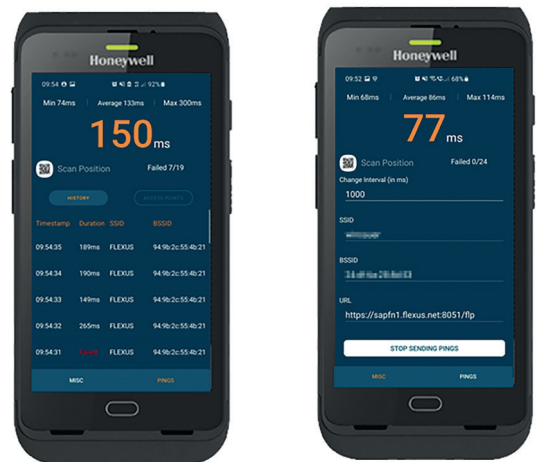 Honeywell
09:54 92%
Min 74ms Average 133ms Max 300ms
150 ms
Scan Position Failed 7/19
HISTORY ACCESS POINTS
Timestamp Duration SSID BSSID
09:54:35 189ms FLEXUS 94:9b:2c:55:4b:21
09:54:34 190ms FLEXUS 94:9b:2c:55:4b:21
09:54:33 149ms FLEXUS 94:9b:2c:55:4b:21
09:54:32 265ms FLEXUS 94:9b:2c:55:4b:21
09:54:31 Failed FLEXUS 94:9b:2c:55:4b:21
MISC PINGS
Honeywell
09:52 68%
Min 68ms Average 86ms Max 114ms
77 ms
Scan Position Failed 0/24
Change Interval (in ms)
1000
SSID
BSSID
URL
https://sapfn1.flexus.net:8051/flp
STOP SENDING PINGS
MISC PINGS